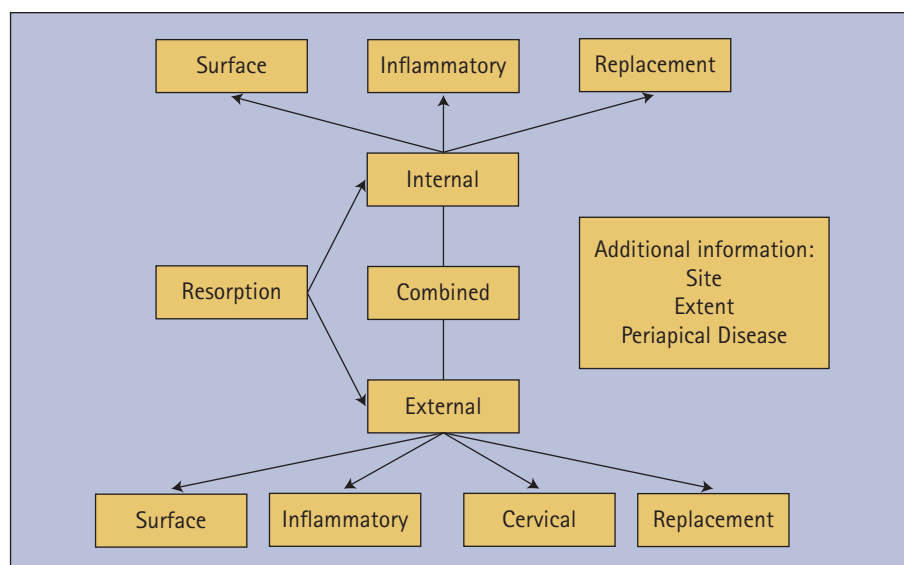 Surface
Inflammatory
Replacement
Internal
Resorption
Combined
External
Additional information:
Site
Extent
Periapical Disease
Surface
Inflammatory
Cervical
Replacement